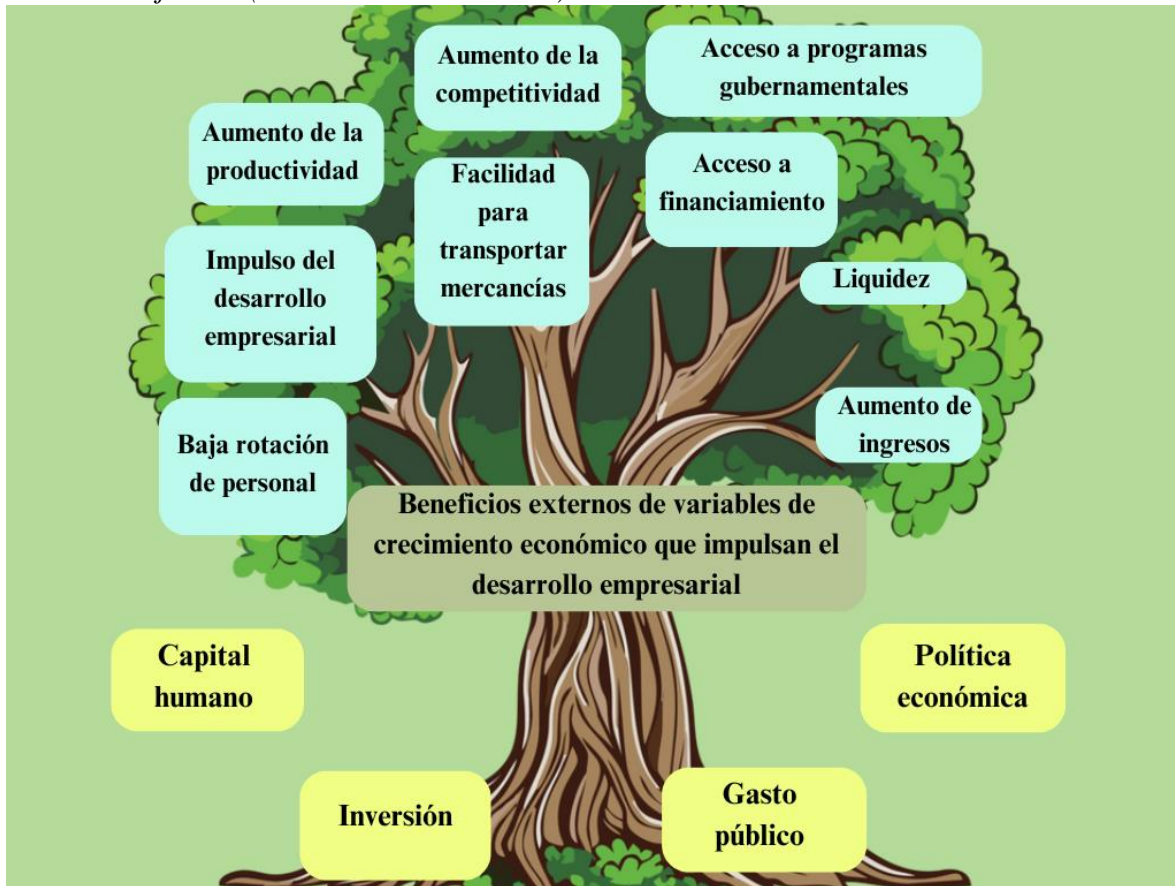 Aumento de la
competitividad
Acceso a programas
gubernamentales
Aumento de la
productividad
Facilidad
para
transportar
mercancías
Acceso a
financiamiento
Impulso del
desarrollo
empresarial
Liquidez
Baja rotación
de personal
Aumento de
ingresos
Beneficios externos de variables de
crecimiento económico que impulsan el
desarrollo empresarial
Capital
humano
Política
económica
Inversión
Gasto
público